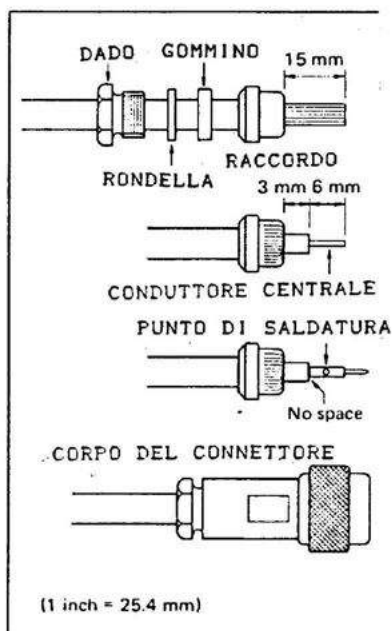 DADO GOMMINO
15 mm
RACCORDO
RONDELLA
3 mm 6 mm
CONDUTTORE CENTRALE
PUNTO DI SALDATURA
No space
CORPO DEL CONNETTORE
(1 inch = 25.4 mm)